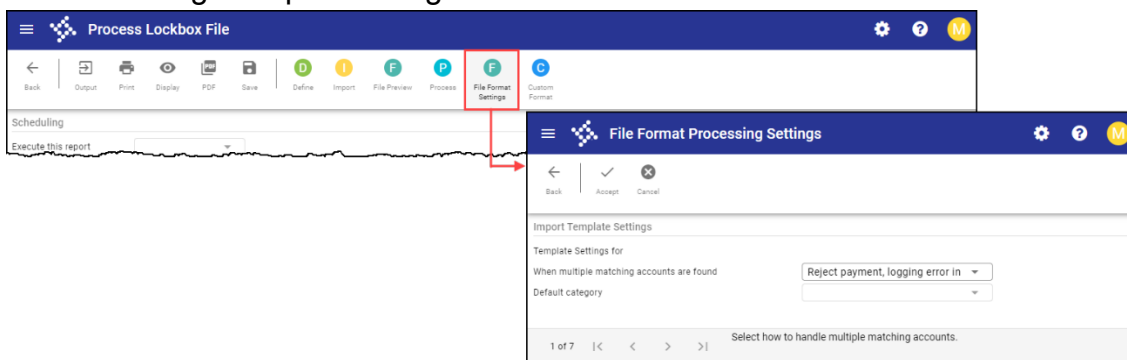 Process Lockbox File
M
Back
Output
Print
Display
PDF
Save
D
Define
I
Import
F
File Preview
P
Process
F
File Format
Settings
C
Custom
Format
Scheduling
Execute this report
File Format Processing Settings
M
Back
Accept
Cancel
Import Template Settings
Template Settings for
When multiple matching accounts are found
Reject payment, logging error in
Default category
1 of 7
Select how to handle multiple matching accounts.